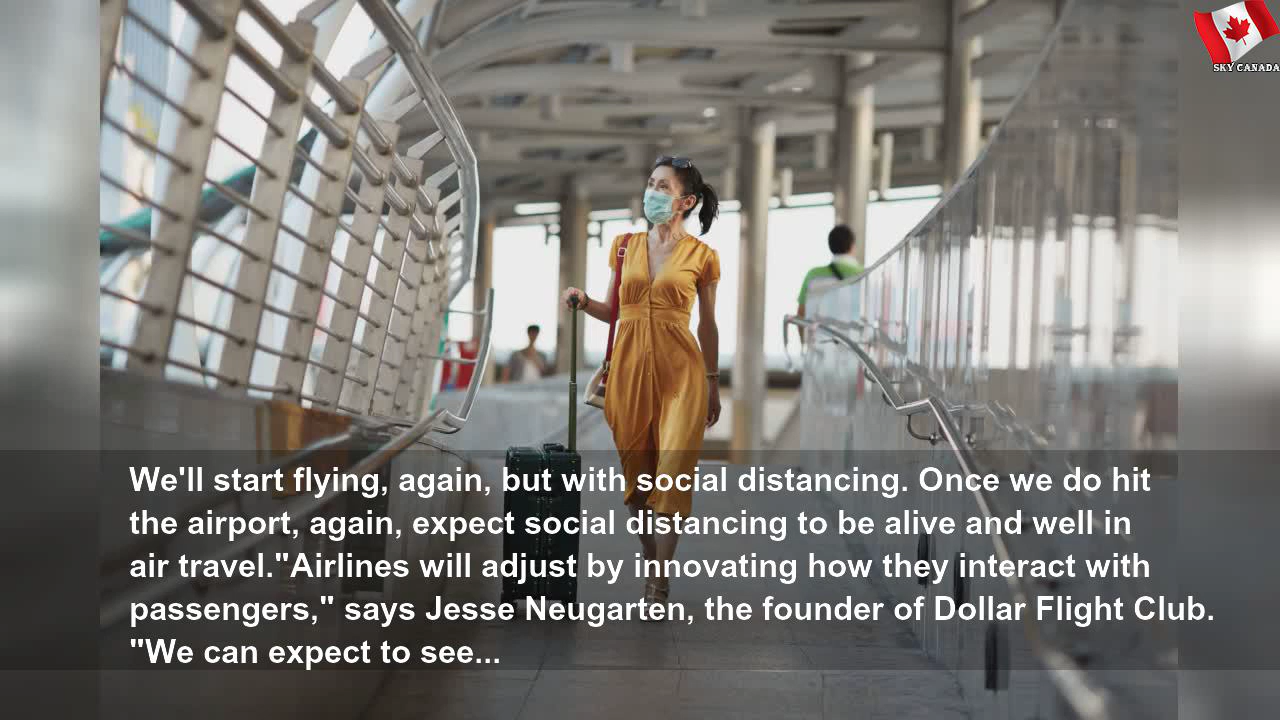 SKY CANADA
We'll start flying, again, but with social distancing. Once we do hit
the airport, again, expect social distancing to be alive and well in
air travel."Airlines will adjust by innovating how they interact with
passengers," says Jesse Neugarten, the founder of Dollar Flight Club.
"We can expect to see...